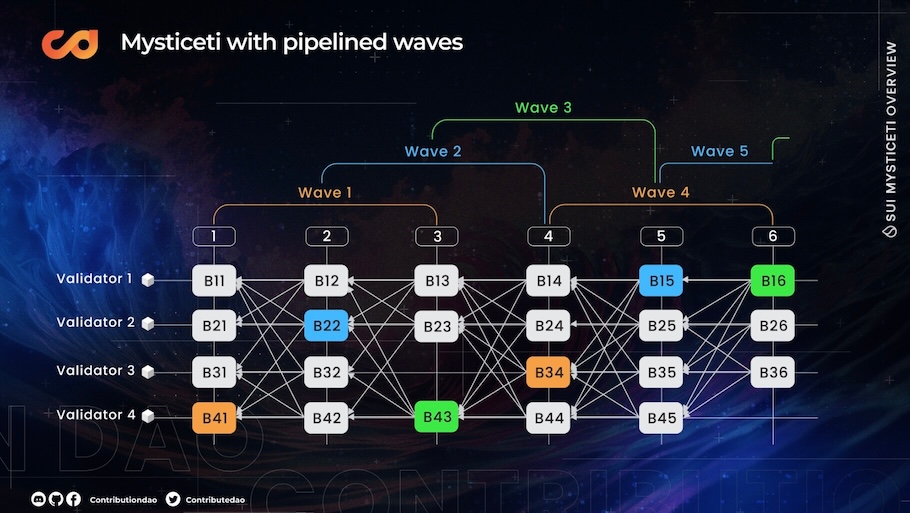 Mysticeti with pipelined waves
SUI MYSTICETI OVERVIEW
Wave 3
Wave 2
Wave 5
Wave 1
Wave 4
1 2 3 4 5 6
Validator 1 B11 B12 B13 B14 B15 B16
Validator 2 B21 B22 B23 B24 B25 B26
Validator 3 B31 B32 B34 B35 B36
Validator 4 B41 B42 B43 B44 B45
N DAO
CONTRIBUTIO
Contributiondao Contributedao